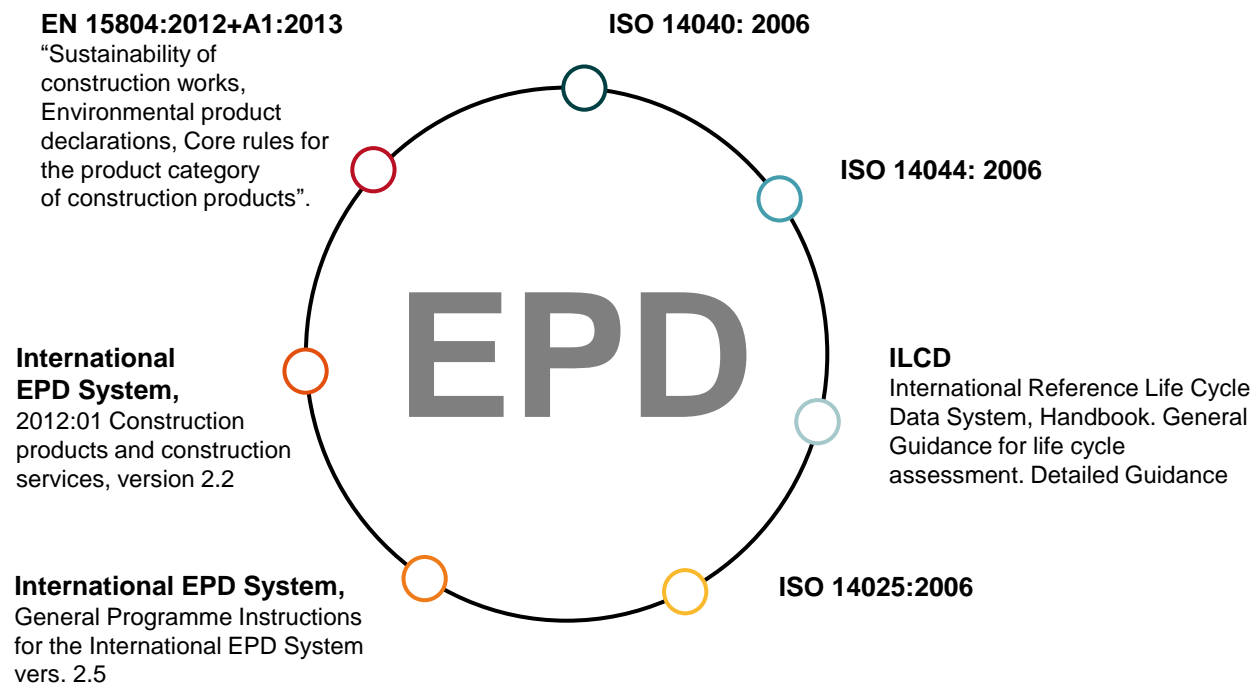 EN 15804:2012+A1:2013
“Sustainability of
construction works,
Environmental product
declarations, Core rules for
the product category
of construction products”.
ISO 14040: 2006
ISO 14044: 2006
EPD
International
EPD System,
2012:01 Construction
products and construction
services, version 2.2
ILCD
International Reference Life Cycle
Data System, Handbook. General
Guidance for life cycle
assessment. Detailed Guidance
International EPD System,
General Programme Instructions
for the International EPD System
vers. 2.5
ISO 14025:2006